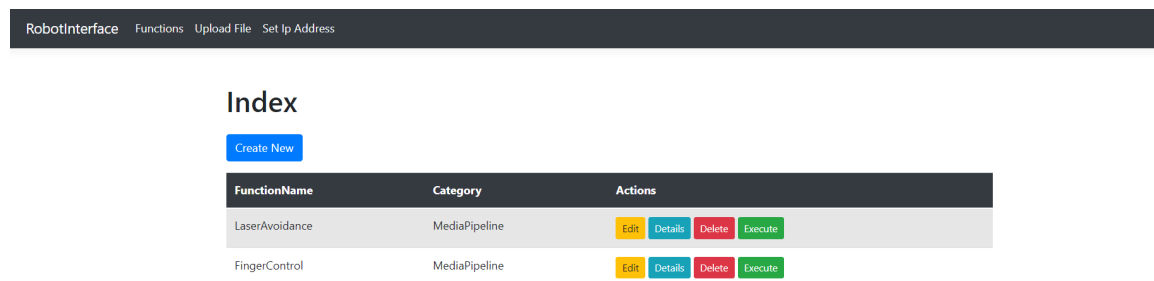 RobotInterface Functions Upload File Set Ip Address
Index
Create New
FunctionName Category Actions
LaserAvoidance MediaPipeline Edit Details Delete Execute
FingerControl MediaPipeline Edit Details Delete Execute